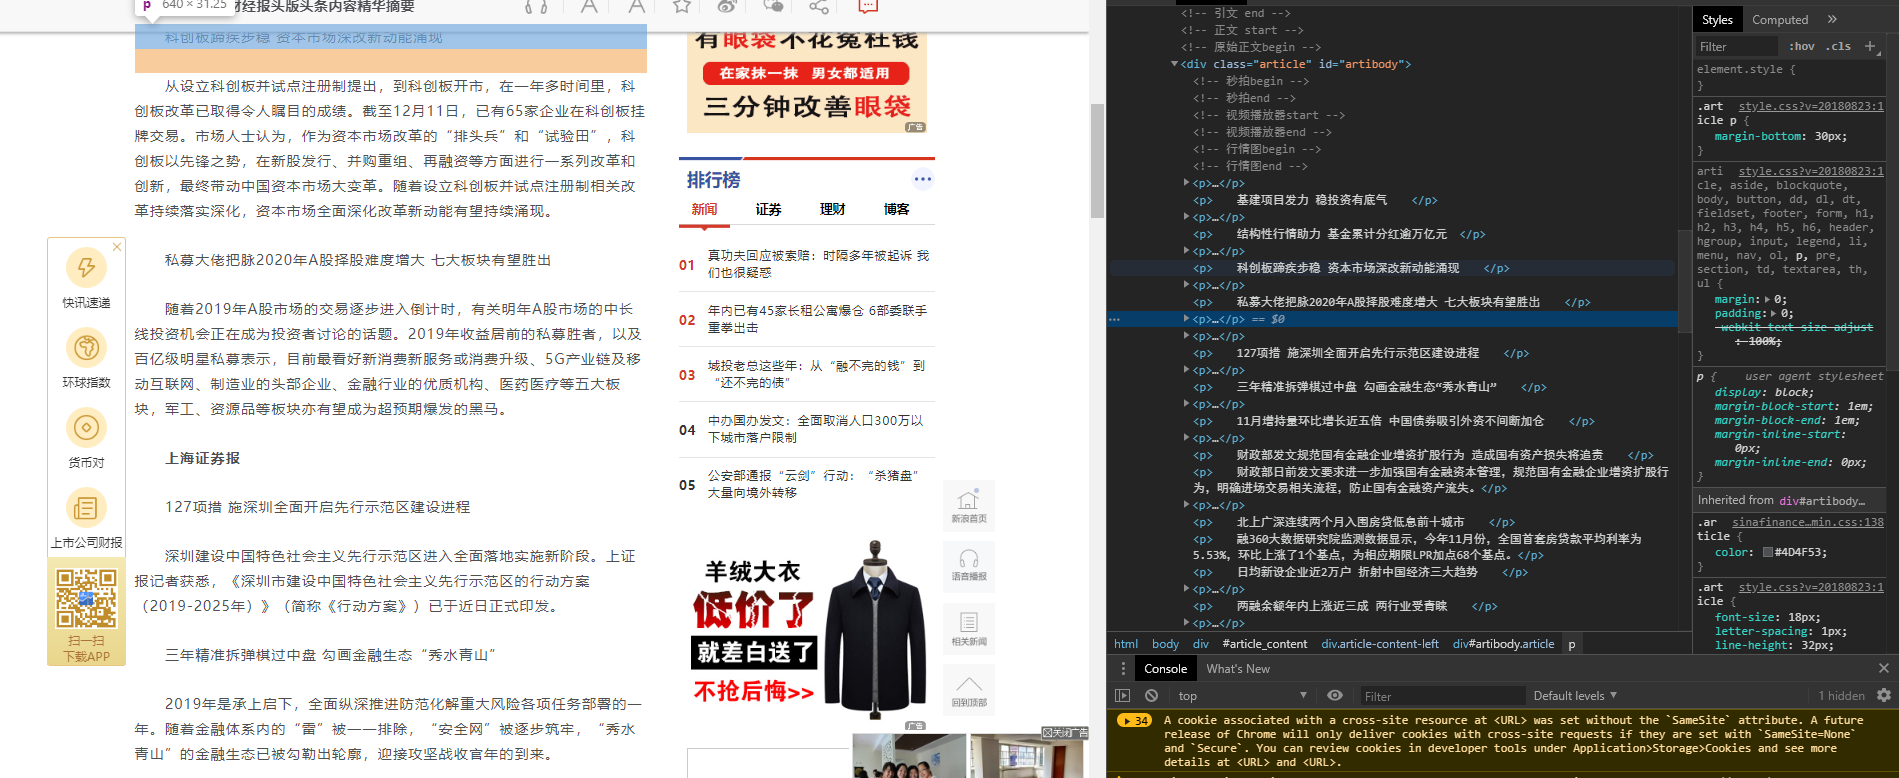 p 640 × 31.25
财经报头版头条内容精华摘要
科创板蹄疾步稳 资本市场深改新动能涌现
从设立科创板并试点注册制提出，到科创板开市，在一年多时间里，科
创板改革已取得令人瞩目的成绩。截至12月11日，已有65家企业在科创板挂
牌交易。市场人士认为，作为资本市场改革的“排头兵”和“试验田”，科
创板以先锋之势，在新股发行、并购重组、再融资等方面进行一系列改革和
创新，最终带动中国资本市场大变革。随着设立科创板并试点注册制相关改
革持续落实深化，资本市场全面深化改革新动能有望持续涌现。
私募大佬把脉2020年A股择股难度增大 七大板块有望胜出
随着2019年A股市场的交易逐步进入倒计时，有关明年A股市场的中长
线投资机会正在成为投资者讨论的话题。2019年收益居前的私募胜者，以及
百亿级明星私募表示，目前最看好新消费新服务或消费升级、5G产业链及移
动互联网、制造业的头部企业、金融行业的优质机构、医药医疗等五大板
块，军工、资源品等板块亦有望成为超预期爆发的黑马。
上海证券报
127项措 施深圳全面开启先行示范区建设进程
深圳建设中国特色社会主义先行示范区进入全面落地实施新阶段。上证
报记者获悉，《深圳市建设中国特色社会主义先行示范区的行动方案
（2019-2025年）》（简称《行动方案》）已于近日正式印发。
三年精准拆弹棋过中盘 勾画金融生态“秀水青山”
2019年是承上启下，全面纵深推进防范化解重大风险各项任务部署的一
年。随着金融体系内的“雷”被一一排除，“安全网”被逐步筑牢，“秀水
青山”的金融生态已被勾勒出轮廓，迎接攻坚战收官年的到来。
快讯速递
环球指数
货币对
上市公司财报
扫一扫
下载APP
有眼袋不花冤枉钱
在家抹一抹 男女都适用
三分钟改善眼袋
广告
排行榜
新闻 证券 理财 博客
01 真功夫回应被索赔：时隔多年被起诉 我
们也很疑惑
02 年内已有45家长租公寓爆仓 6部委联手
重拳出击
03 城投老总这些年：从“融不完的钱”到
“还不完的债”
04 中办国办发文：全面取消人口300万以
下城市落户限制
05 公安部通报“云剑”行动：“杀猪盘”
大量向境外转移
羊绒大衣
低价了
就差白送了
不抢后悔>>
广告
新浪首页
语音播报
相关新闻
回到顶部
关闭广告
<!-- 引文 end -->
<!-- 正文 start -->
<!-- 原始正文begin -->
<div class="article" id="artibody">
<!-- 秒拍begin -->
<!-- 秒拍end -->
<!-- 视频播放器start -->
<!-- 视频播放器end -->
<!-- 行情图begin -->
<!-- 行情图end -->
<p>…</p>
<p> 基建项目发力 稳投资有底气 </p>
<p>…</p>
<p> 结构性行情助力 基金累计分红逾万亿元 </p>
<p>…</p>
<p> 科创板蹄疾步稳 资本市场深改新动能涌现 </p>
<p>…</p>
<p> 私募大佬把脉2020年A股择股难度增大 七大板块有望胜出 </p>
<p>…</p> == $0
<p>…</p>
<p> 127项措 施深圳全面开启先行示范区建设进程 </p>
<p>…</p>
<p> 三年精准拆弹棋过中盘 勾画金融生态“秀水青山” </p>
<p>…</p>
<p> 11月增持量环比增长近五倍 中国债券吸引外资不间断加仓 </p>
<p>…</p>
<p> 财政部发文规范国有金融企业增资扩股行为 造成国有资产损失将追责 </p>
<p> 财政部日前发文要求进一步加强国有金融资本管理，规范国有金融企业增资扩股行
为，明确进场交易相关流程，防止国有金融资产流失。</p>
<p>…</p>
<p> 北上广深连续两个月入围房贷低息前十城市 </p>
<p> 融360大数据研究院监测数据显示，今年11月份，全国首套房贷款平均利率为
5.53%，环比上涨了1个基点，为相应期限LPR加点68个基点。</p>
<p> 日均新设企业近2万户 折射中国经济三大趋势 </p>
<p>…</p>
<p> 两融余额年内上涨近三成 两行业受青睐 </p>
<p>…</p>
html body div #article_content div.article-content-left div#artibody.article p
Styles Computed »
Filter :hov .cls +
element.style {
}
.art style.css?v=20180823:1
icle p {
margin-bottom: 30px;
}
arti style.css?v=20180823:1
cle, aside, blockquote,
body, button, dd, dl, dt,
fieldset, footer, form, h1,
h2, h3, h4, h5, h6, header,
hgroup, input, legend, li,
menu, nav, ol, p, pre,
section, td, textarea, th,
ul {
margin: 0;
padding: 0;
-webkit-text-size-adjust
: 100%;
}
p { user agent stylesheet
display: block;
margin-block-start: 1em;
margin-block-end: 1em;
margin-inline-start:
0px;
margin-inline-end: 0px;
}
Inherited from div#artibody…
.ar sinafinance…min.css:138
ticle {
color: #4D4F53;
}
.art style.css?v=20180823:1
icle {
font-size: 18px;
letter-spacing: 1px;
line-height: 32px;
Console What's New
top Filter Default levels 1 hidden
34 A cookie associated with a cross-site resource at <URL> was set without the `SameSite` attribute. A future
release of Chrome will only deliver cookies with cross-site requests if they are set with `SameSite=None`
and `Secure`. You can review cookies in developer tools under Application>Storage>Cookies and see more
details at <URL> and <URL>.